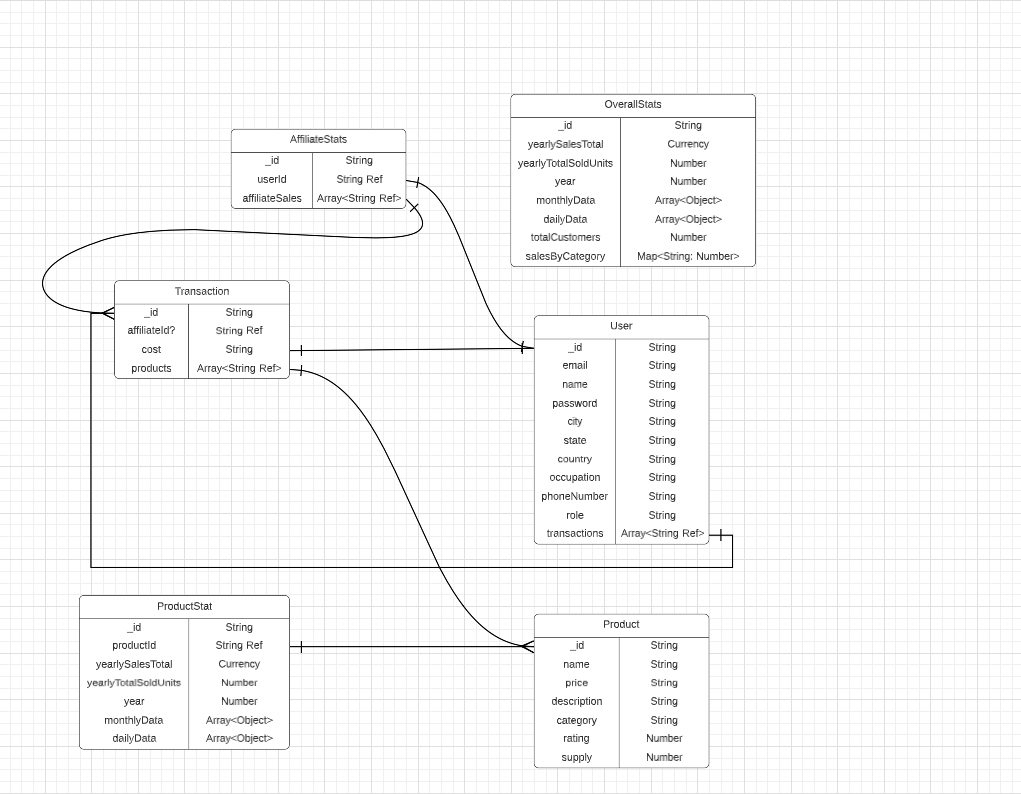 OverallStats
_id String
yearlySalesTotal Currency
yearlyTotalSoldUnits Number
year Number
monthlyData Array<Object>
dailyData Array<Object>
totalCustomers Number
salesByCategory Map<String: Number>
AffiliateStats
_id String
userId String Ref
affiliateSales Array<String Ref>
Transaction
_id String
affiliateId? String Ref
cost String
products Array<String Ref>
User
_id String
email String
name String
password String
city String
state String
country String
occupation String
phoneNumber String
role String
transactions Array<String Ref>
ProductStat
_id String
productId String Ref
yearlySalesTotal Currency
yearlyTotalSoldUnits Number
year Number
monthlyData Array<Object>
dailyData Array<Object>
Product
_id String
name String
price String
description String
category String
rating Number
supply Number